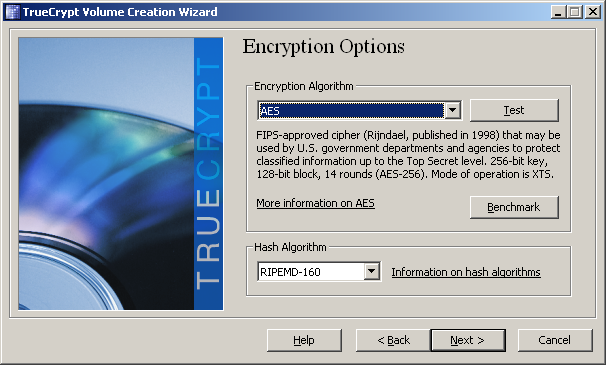 TrueCrypt Volume Creation Wizard
TRUECRYPT
Encryption Options
Encryption Algorithm
AES
Test
FIPS-approved cipher (Rijndael, published in 1998) that may be
used by U.S. government departments and agencies to protect
classified information up to the Top Secret level. 256-bit key,
128-bit block, 14 rounds (AES-256). Mode of operation is XTS.
More information on AES
Benchmark
Hash Algorithm
RIPEMD-160
Information on hash algorithms
Help
< Back
Next >
Cancel